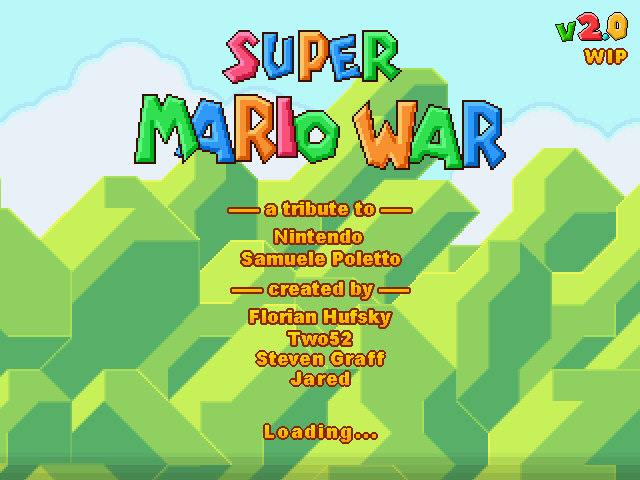 SUPER
MARIO WAR
v2.0
WIP
a tribute to
Nintendo
Samuele Poletto
created by
Florian Hufsky
Two52
Steven Graff
Jared
Loading...